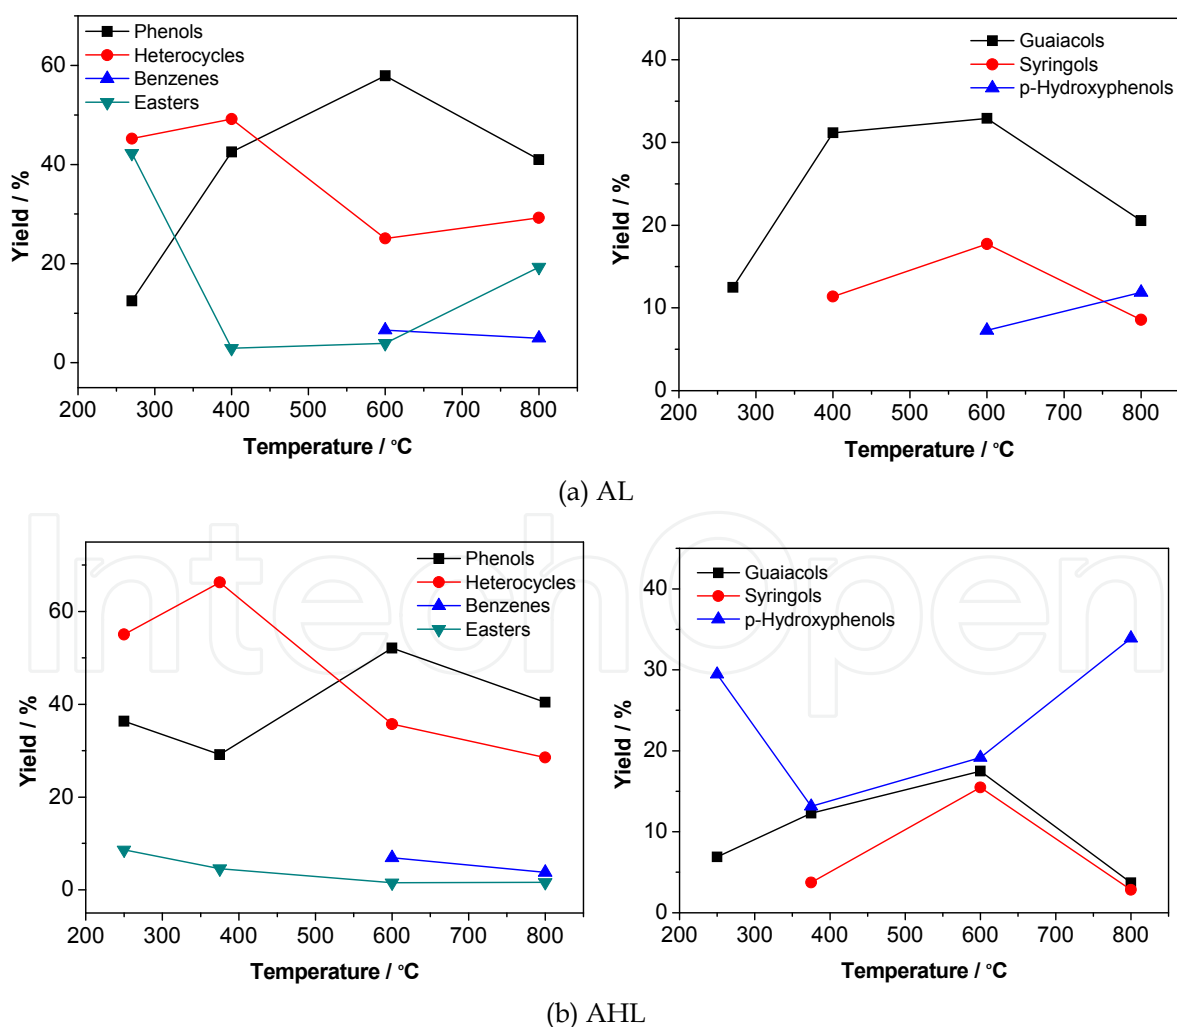 Phenols
Heterocycles
Benzenes
Easters
60
40
20
0
200 300 400 500 600 700 800
Yield / %
Temperature / °C
Guaiacols
Syringols
p-Hydroxyphenols
40
30
20
10
0
200 300 400 500 600 700 800
Yield / %
Temperature / °C
(a) AL
Phenols
Heterocycles
Benzenes
Easters
60
40
20
0
200 300 400 500 600 700 800
Yield / %
Temperature / °C
Guaiacols
Syringols
p-Hydroxyphenols
40
30
20
10
0
200 300 400 500 600 700 800
Yield / %
Temperature / °C
(b) AHL
IntechOpen